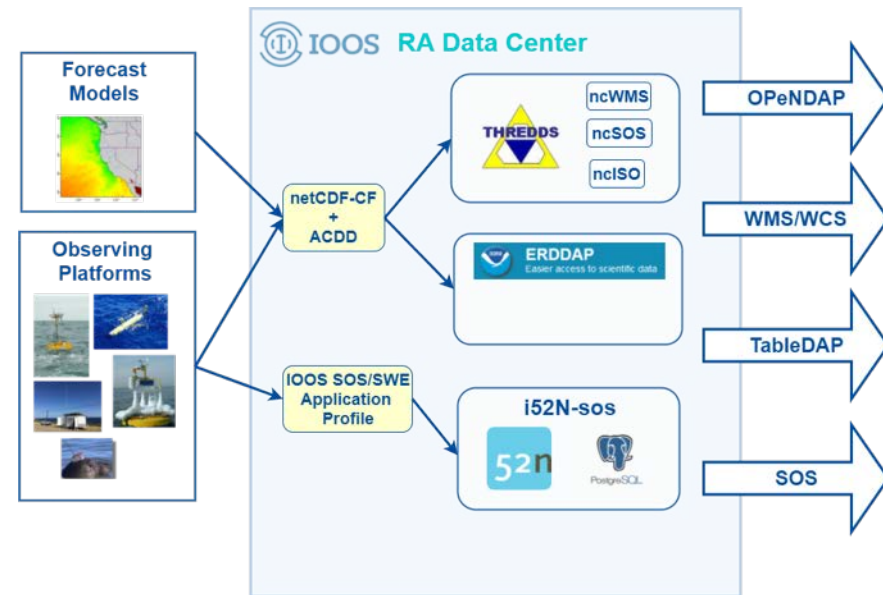 IOOS RA Data Center
Forecast
Models
Observing
Platforms
netCDF-CF
+
ACDD
IOOS SOS/SWE
Application
Profile
THREDDS
ncWMS
ncSOS
ncISO
ERDDAP
Easier access to scientific data
i52N-sos
52n
PostgreSQL
OPeNDAP
WMS/WCS
TableDAP
SOS